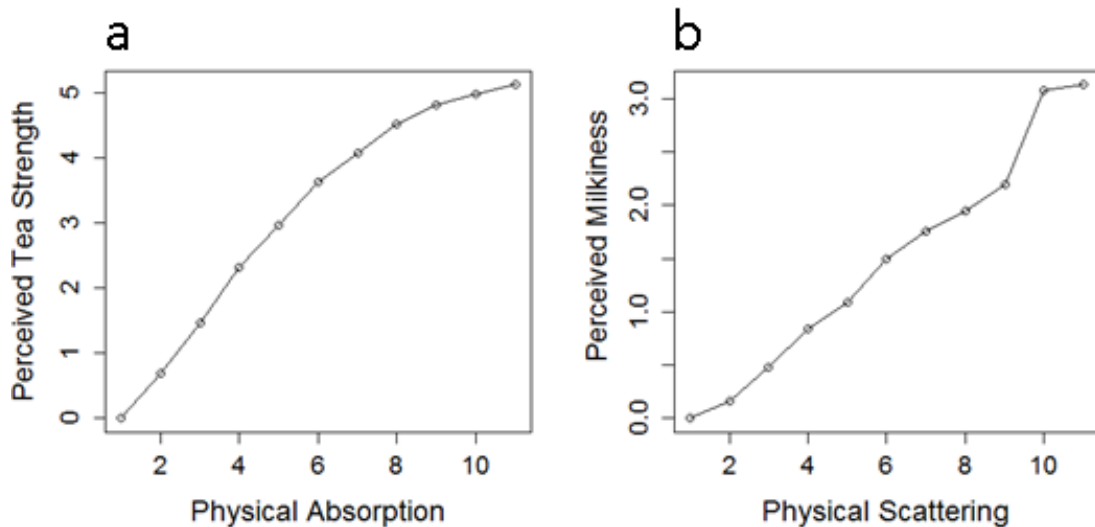 a
Perceived Tea Strength
5
4
3
2
1
0
2 4 6 8 10
Physical Absorption
b
Perceived Milkiness
3.0
2.0
1.0
0.0
2 4 6 8 10
Physical Scattering